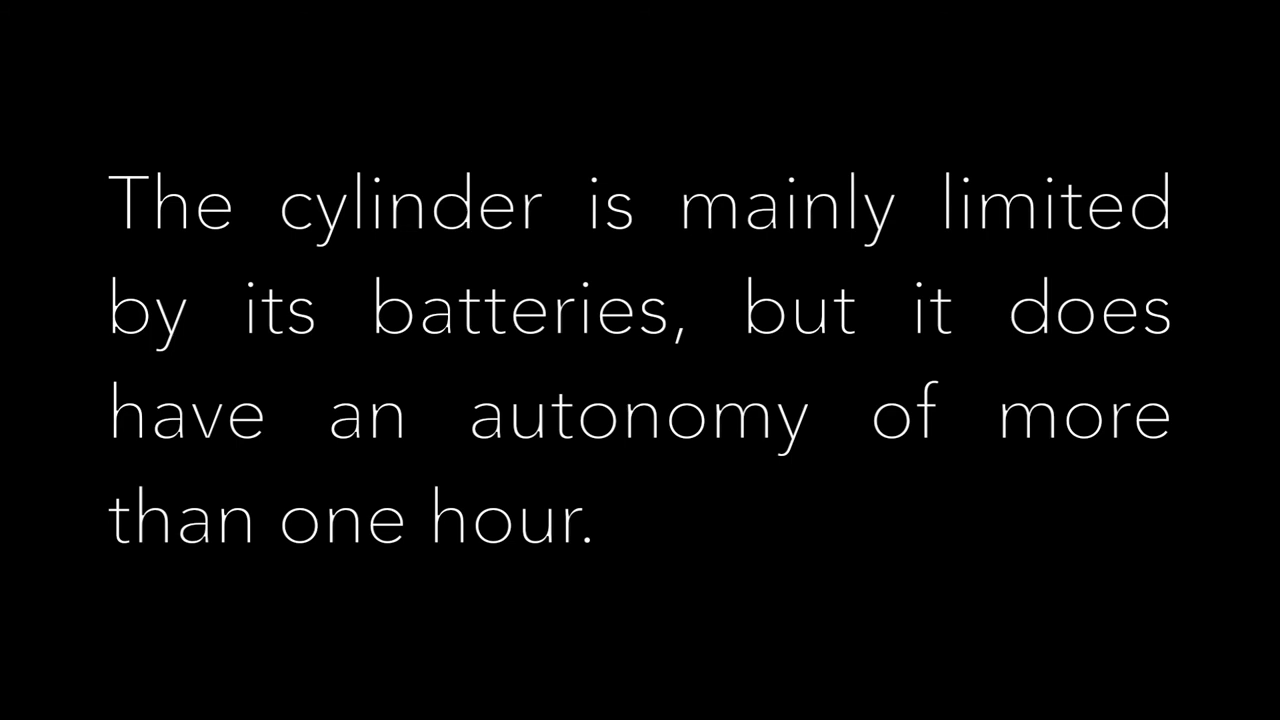 The cylinder is mainly limited
by its batteries, but it does
have an autonomy of more
than one hour.